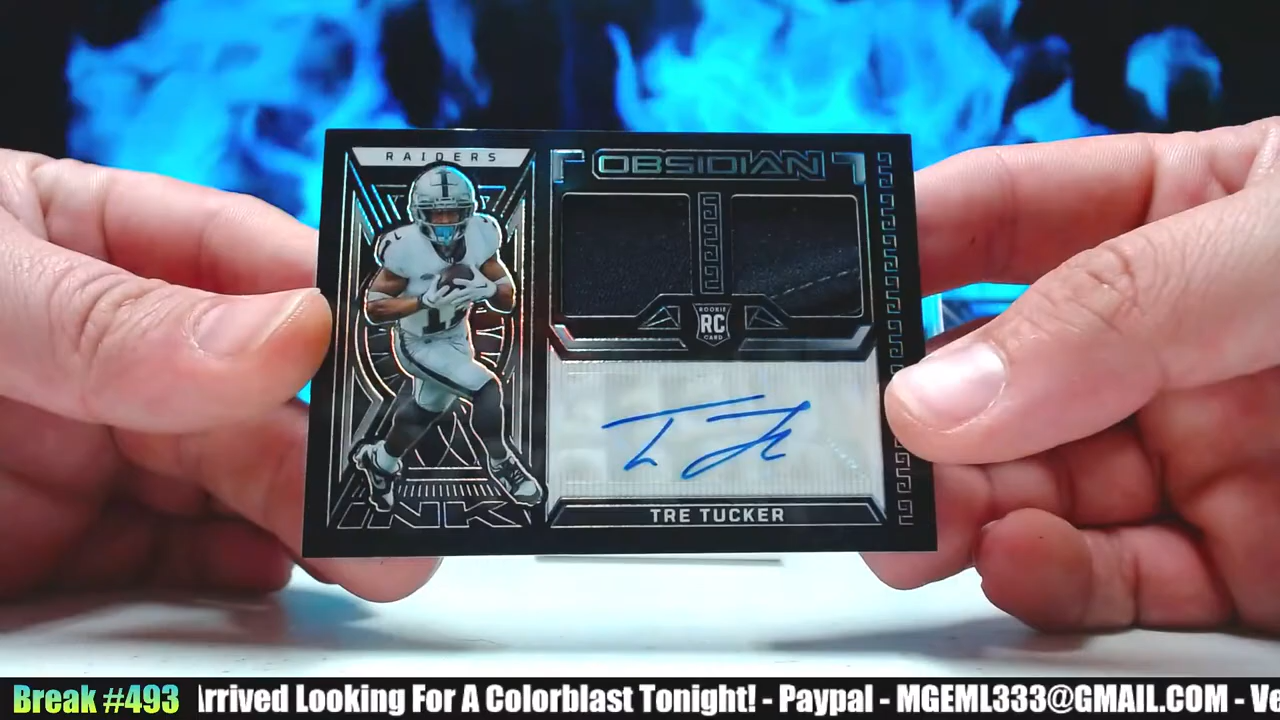 RAIDERS
OBSIDIAN
ROOKIE
RC
CARD
INK
TRE TUCKER
Break #493
rrived Looking For A Colorblast Tonight! - Paypal - MGEML333@GMAIL.COM - Ve